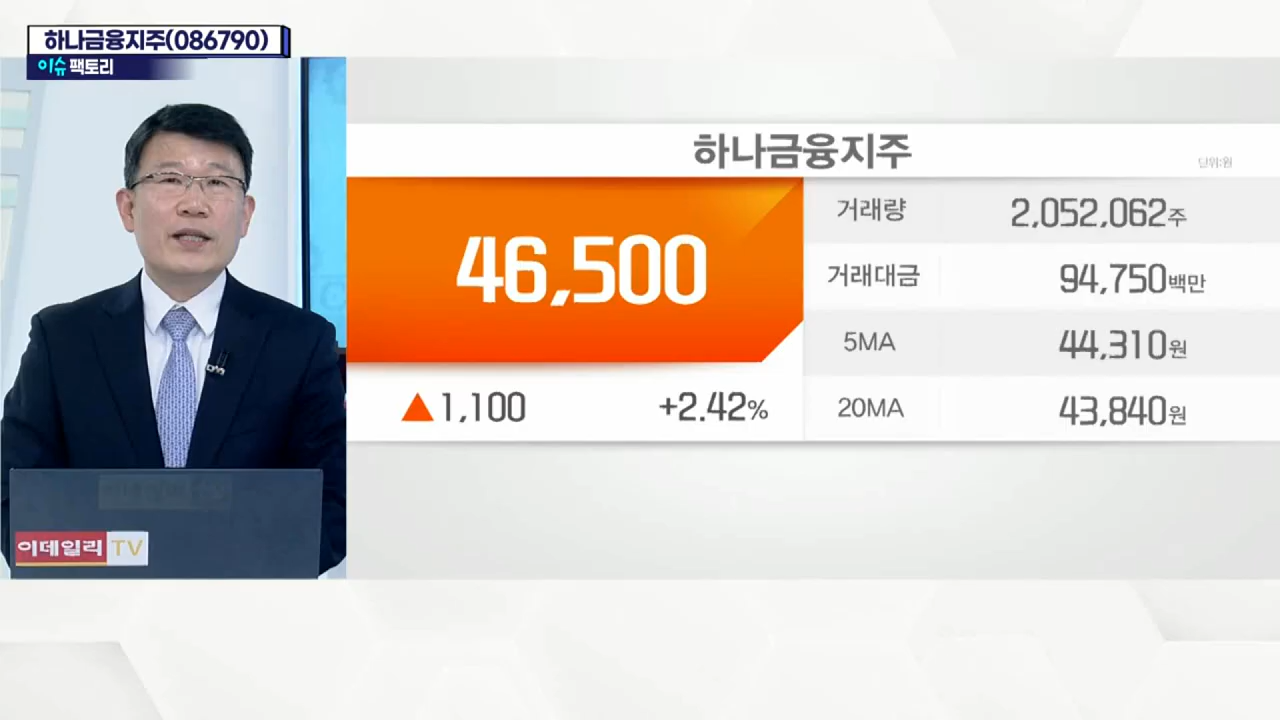 하나금융지주(086790)
이슈 팩토리
하나금융지주
단위:원
46,500
▲1,100 +2.42%
거래량 2,052,062주
거래대금 94,750백만
5MA 44,310원
20MA 43,840원
이데일리 TV